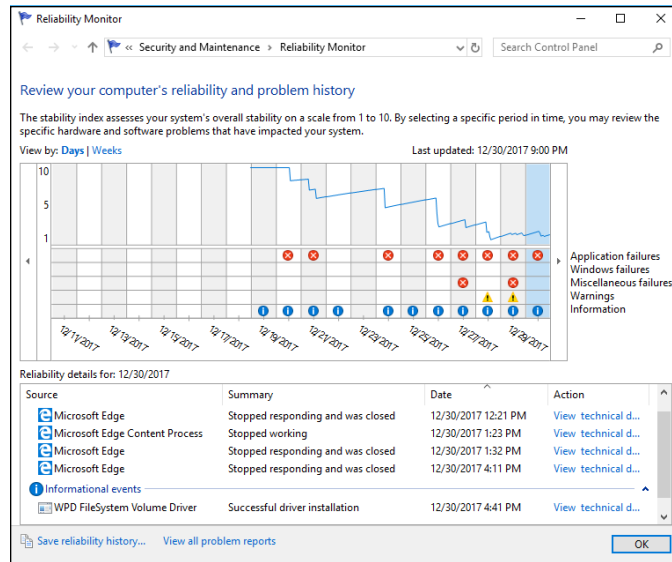 Reliability Monitor
« Security and Maintenance > Reliability Monitor
Search Control Panel
Review your computer's reliability and problem history
The stability index assesses your system's overall stability on a scale from 1 to 10. By selecting a specific period in time, you may review the
specific hardware and software problems that have impacted your system.
View by: Days | Weeks
Last updated: 12/30/2017 9:00 PM
10
5
1
Application failures
Windows failures
Miscellaneous failures
Warnings
Information
12/11/2017 12/13/2017 12/15/2017 12/17/2017 12/19/2017 12/21/2017 12/23/2017 12/25/2017 12/27/2017 12/29/2017
Reliability details for: 12/30/2017
Source Summary Date Action
Microsoft Edge Stopped responding and was closed 12/30/2017 12:21 PM View technical d...
Microsoft Edge Content Process Stopped working 12/30/2017 1:23 PM View technical d...
Microsoft Edge Stopped responding and was closed 12/30/2017 1:32 PM View technical d...
Microsoft Edge Stopped responding and was closed 12/30/2017 4:11 PM View technical d...
Informational events
WPD FileSystem Volume Driver Successful driver installation 12/30/2017 4:41 PM View technical d...
Save reliability history... View all problem reports
OK